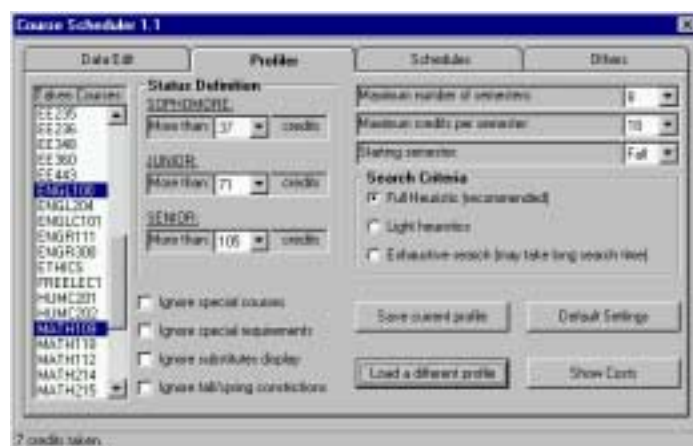 Course Scheduler 1.1
Data Edit
Profiles
Schedules
Others
Taken Courses
EE235
EE236
EE348
EE360
EE443
ENGL100
ENGL204
ENGLC101
ENGR111
ENGR300
ETHICS
FREELECT
HUMC201
HUMC202
MATH109
MATH110
MATH112
MATH214
MATH215
Status Definition
SOPHOMORE:
More than 37 credits
JUNIOR:
More than 71 credits
SENIOR:
More than 105 credits
Ignore special courses
Ignore special requirements
Ignore substitutes display
Ignore fall/spring constrictions
Maximum number of semesters
Maximum credits per semester 18
Starting semester Fall
Search Criteria
Full Heuristic (recommended)
Light heuristics
Exhaustive search (may take long search time)
Save current profile
Default Settings
Load a different profile
Show Costs
7 credits taken.